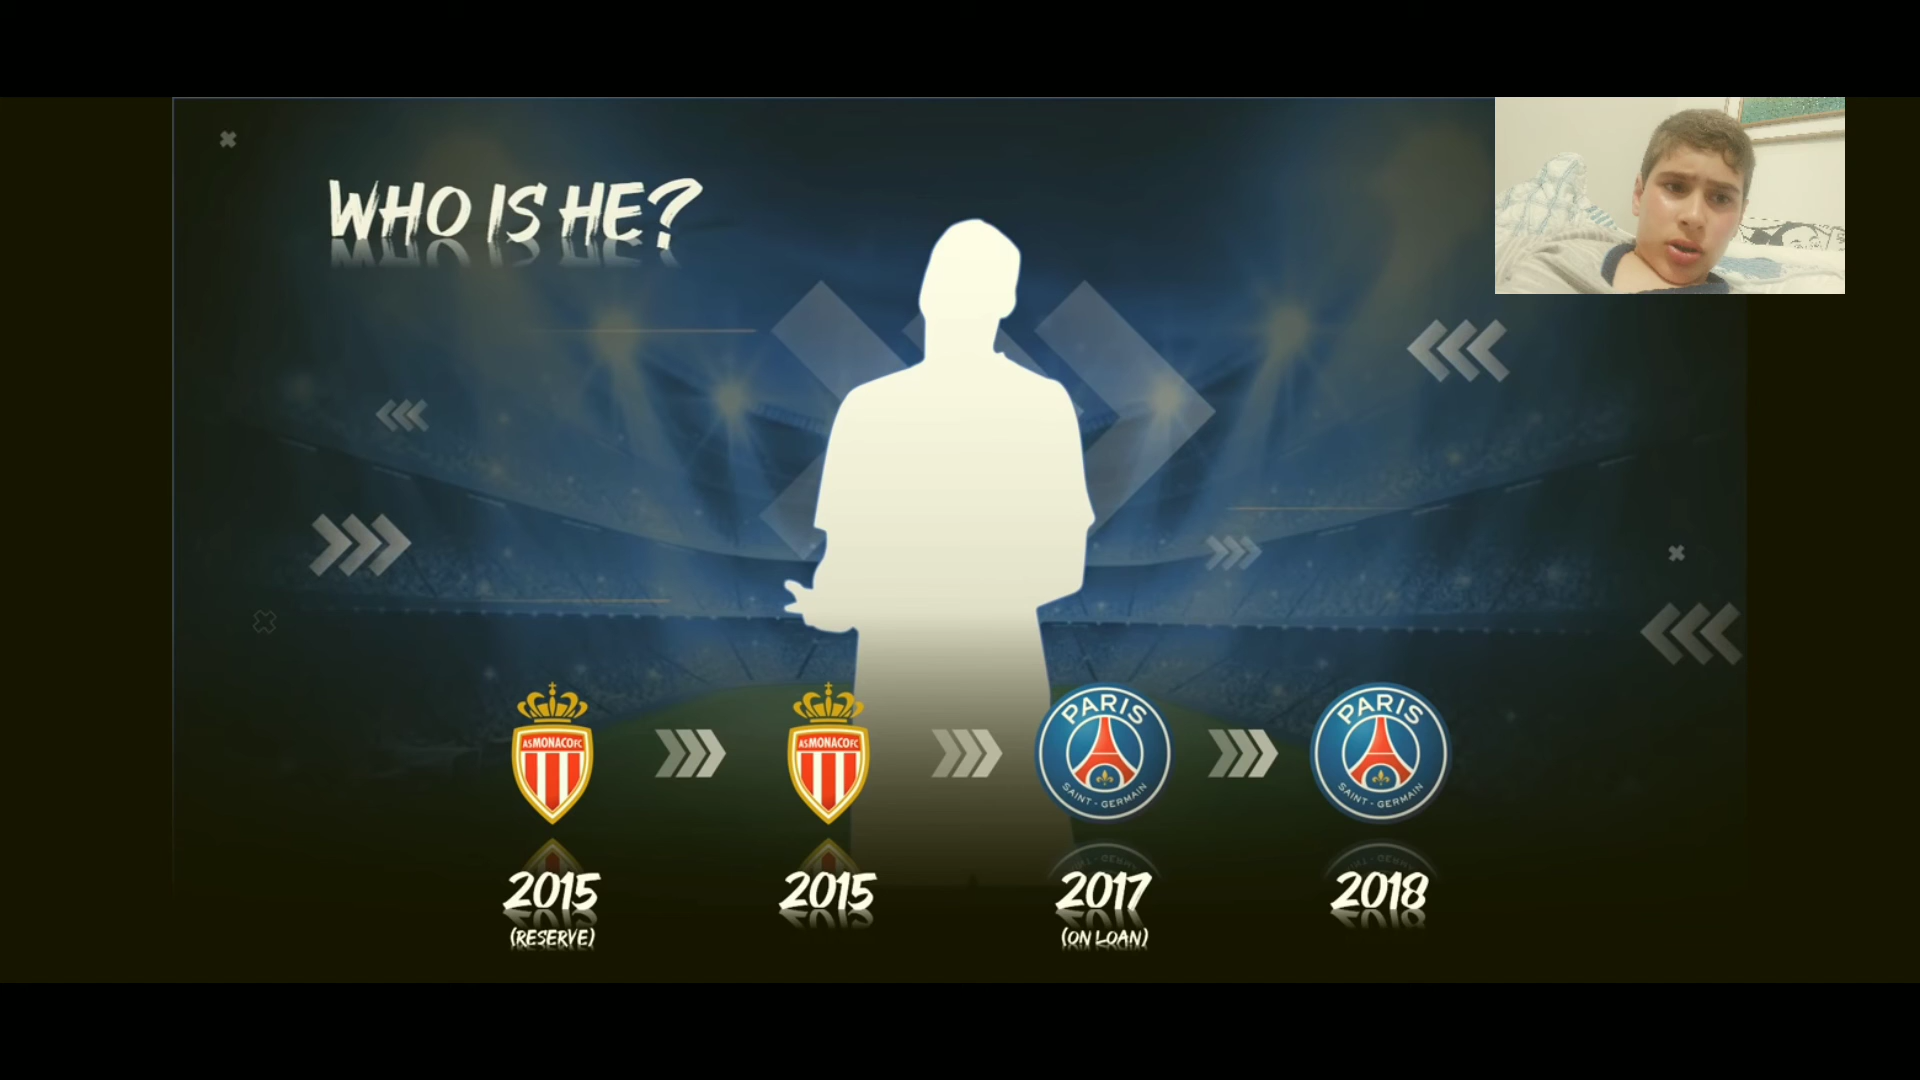 WHO IS HE?
ASMONACOFC
ASMONACOFC
PARIS
SAINT-GERMAIN
PARIS
SAINT-GERMAIN
2015
2015
2017
2018
(RESERVE)
(ON LOAN)